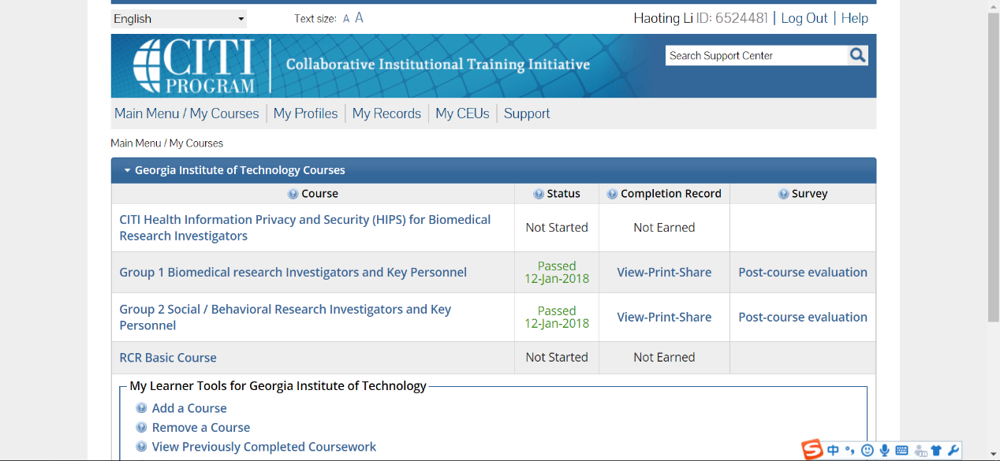 English
Text size: A A
Haoting Li ID: 6524481 | Log Out | Help
CITI PROGRAM
Collaborative Institutional Training Initiative
Search Support Center
Main Menu / My Courses | My Profiles | My Records | My CEUs | Support
Main Menu / My Courses
Georgia Institute of Technology Courses
Course Status Completion Record Survey
CITI Health Information Privacy and Security (HIPS) for Biomedical
Research Investigators
Not Started Not Earned
Group 1 Biomedical research Investigators and Key Personnel
Passed
12-Jan-2018
View-Print-Share Post-course evaluation
Group 2 Social / Behavioral Research Investigators and Key
Personnel
Passed
12-Jan-2018
View-Print-Share Post-course evaluation
RCR Basic Course Not Started Not Earned
My Learner Tools for Georgia Institute of Technology
Add a Course
Remove a Course
View Previously Completed Coursework
S 中